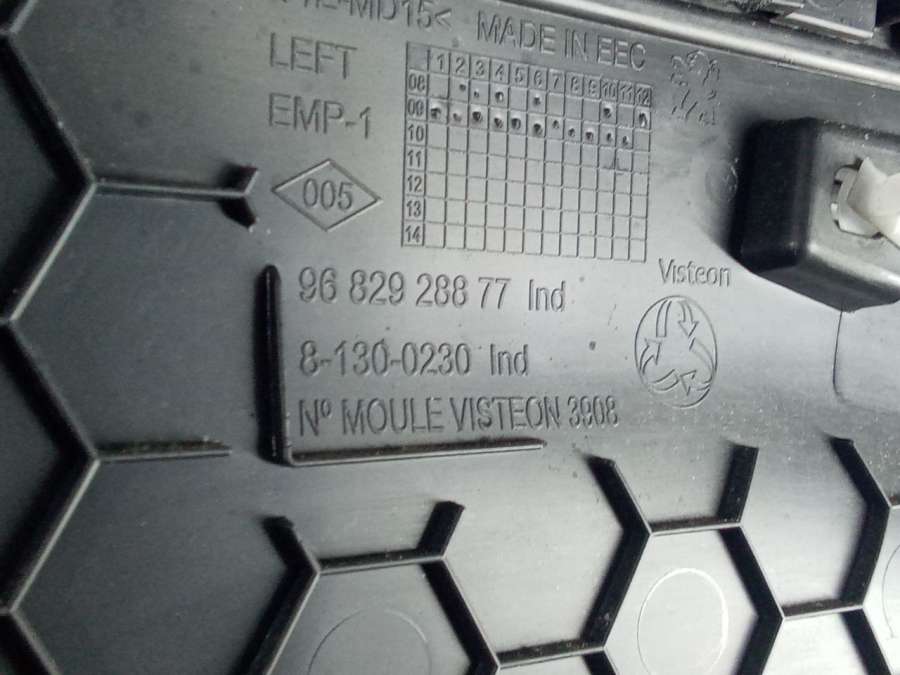 MD15<
MADE IN EEC
LEFT
EMP-1
1 2 3 4 5 6 7 8 9 10 11 12
08
09
10
11
12
13
14
005
96 829 288 77 Ind
Visteon
8-130-0230 Ind
Nº MOULE VISTEON 3908